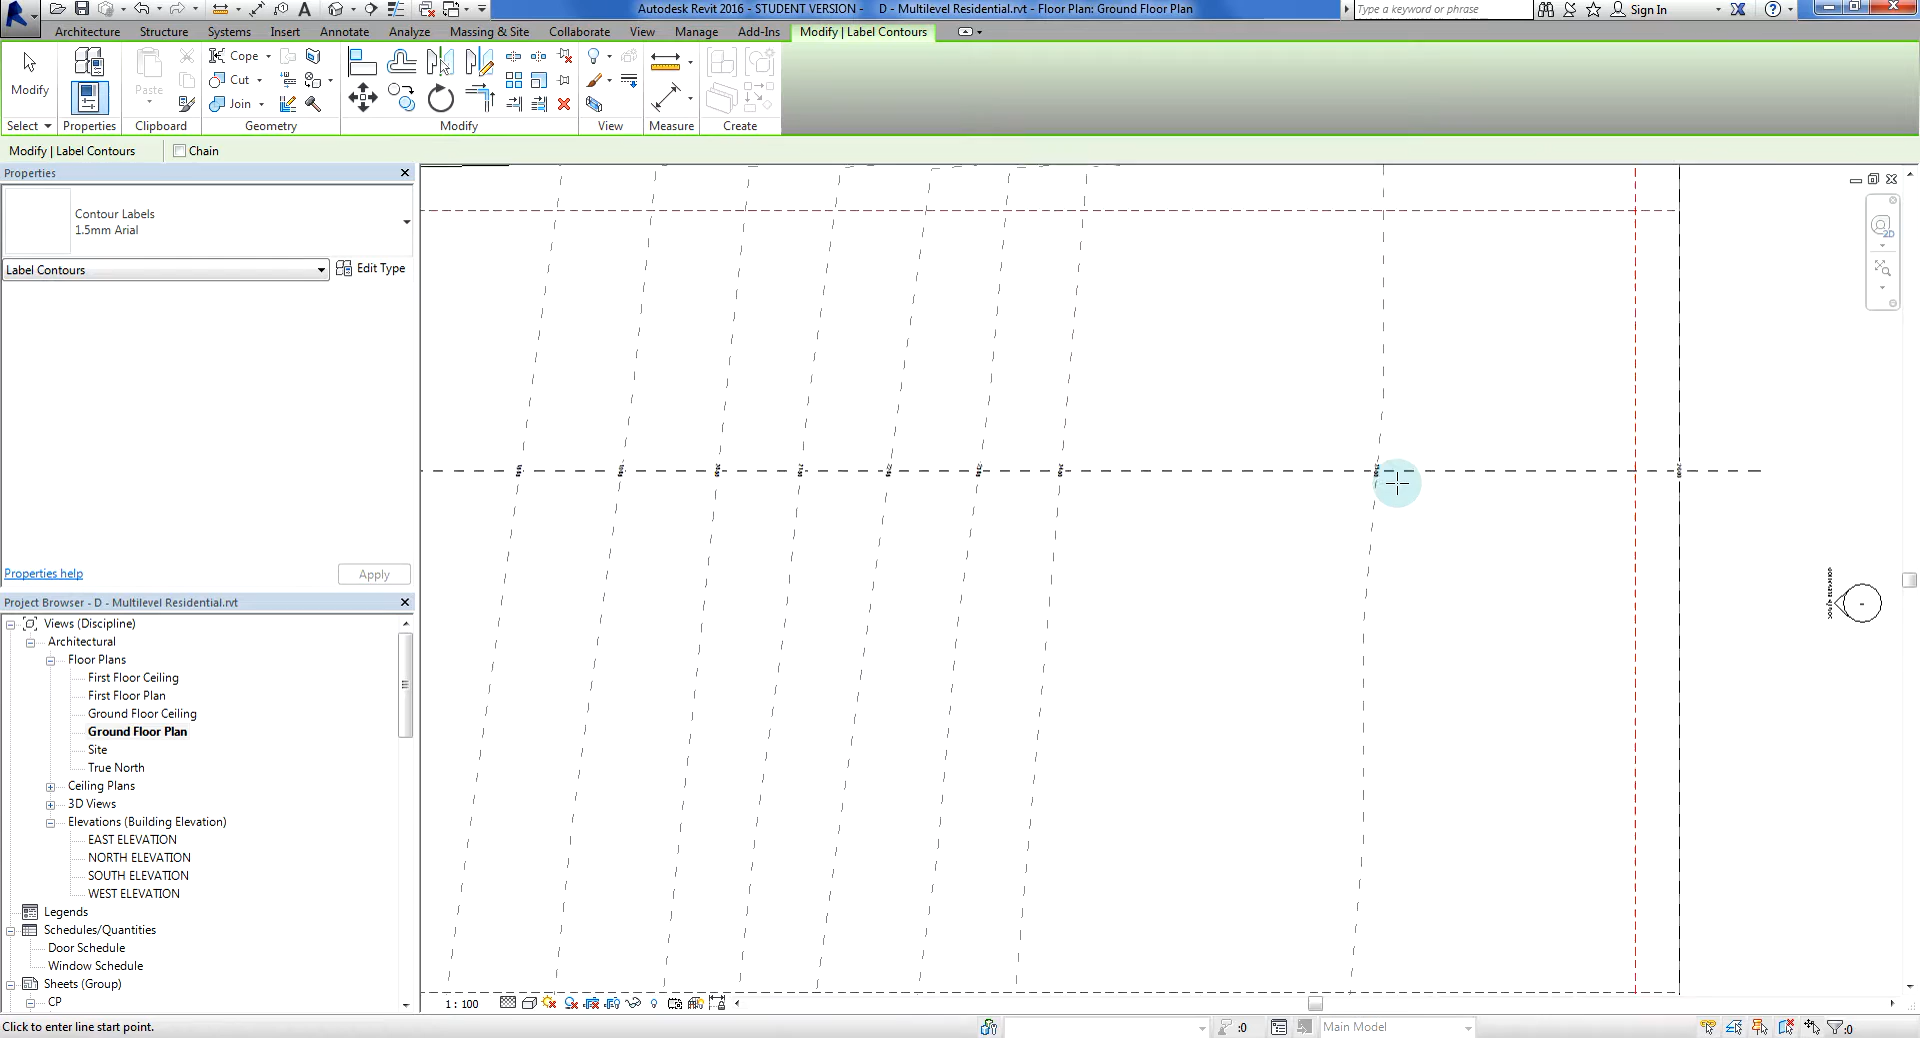 Autodesk Revit 2016 - STUDENT VERSION - D - Multilevel Residential.rvt - Floor Plan: Ground Floor Plan
Type a keyword or phrase
Sign In
Architecture Structure Systems Insert Annotate Analyze Massing & Site Collaborate View Manage Add-Ins Modify | Label Contours
Modify
Paste
Cope
Cut
Join
Select Properties Clipboard Geometry Modify View Measure Create
Modify | Label Contours Chain
Properties
Contour Labels
1.5mm Arial
Label Contours
Edit Type
2D
Properties help
Apply
Project Browser - D - Multilevel Residential.rvt
Views (Discipline)
Architectural
Floor Plans
First Floor Ceiling
First Floor Plan
Ground Floor Ceiling
Ground Floor Plan
Site
True North
Ceiling Plans
3D Views
Elevations (Building Elevation)
EAST ELEVATION
NORTH ELEVATION
SOUTH ELEVATION
WEST ELEVATION
Legends
Schedules/Quantities
Door Schedule
Window Schedule
Sheets (Group)
CP
1 : 100
Click to enter line start point.
:0
Main Model
:0